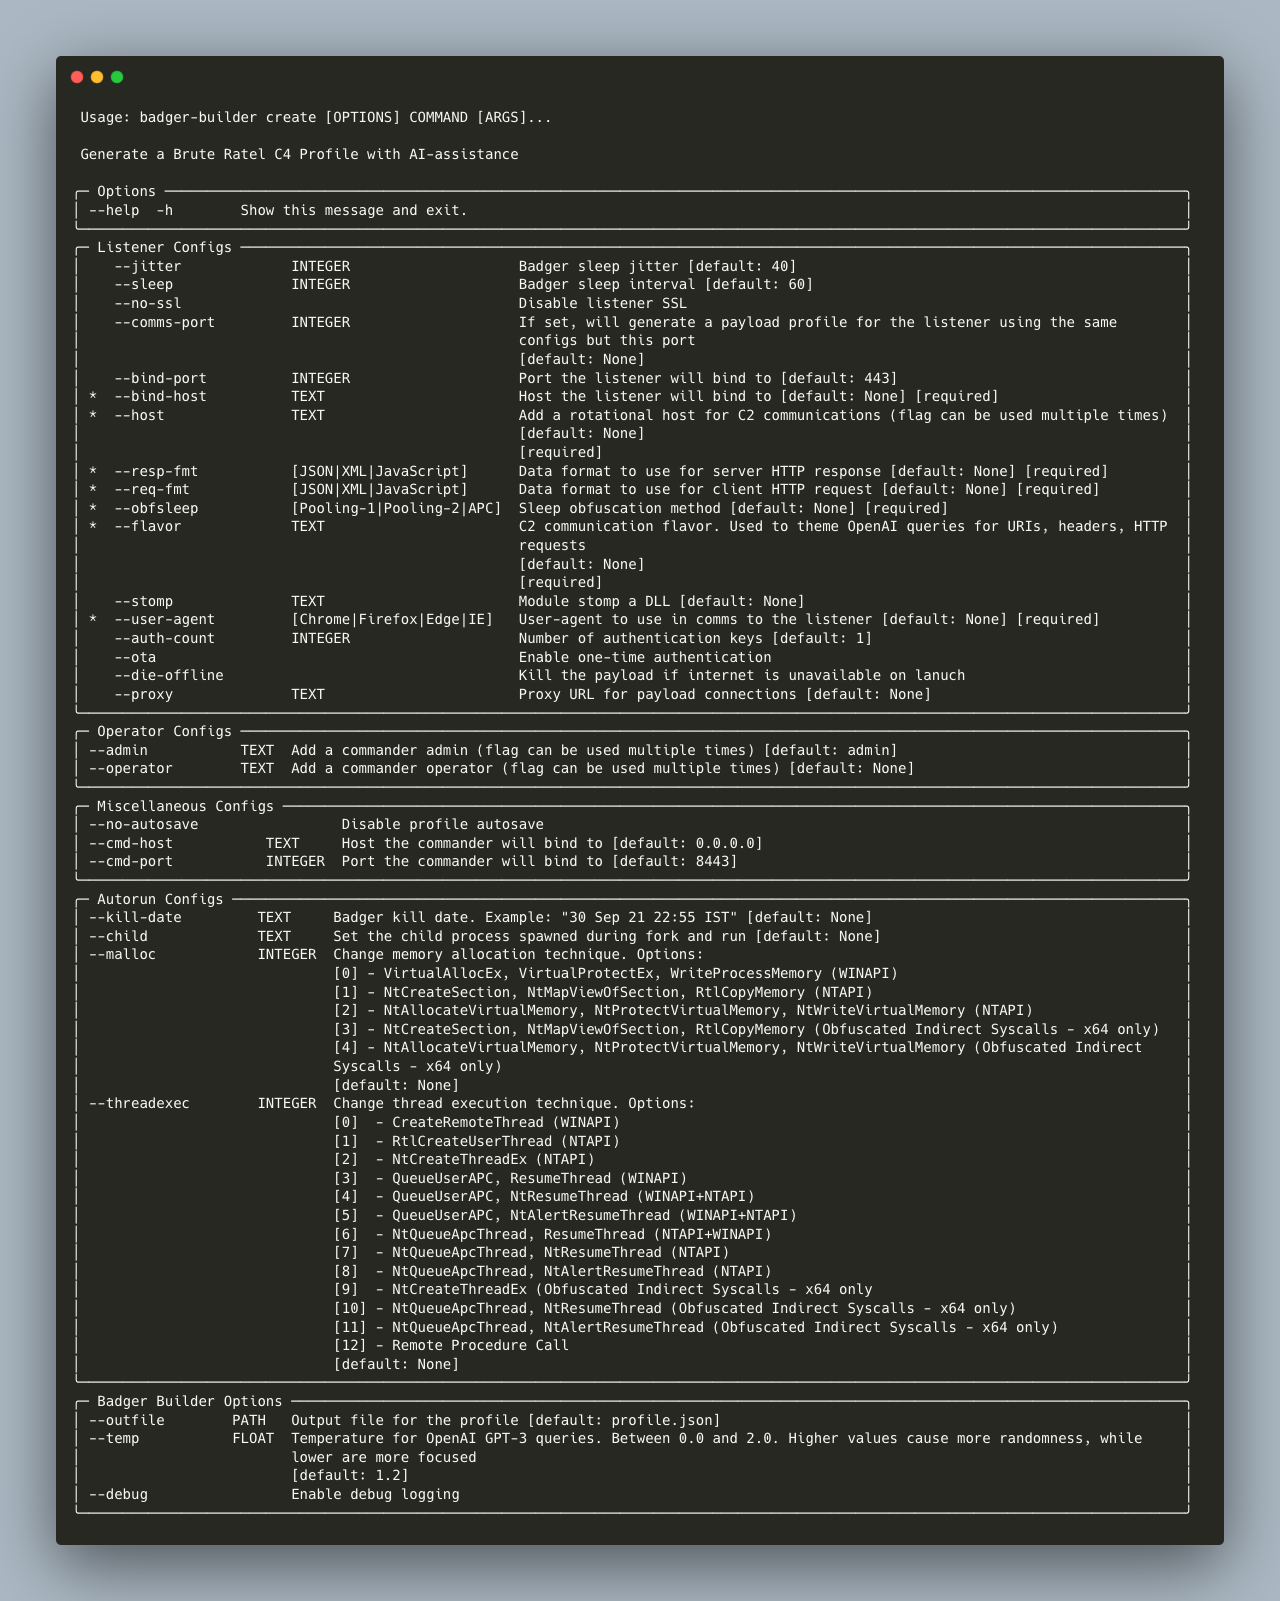 Usage: badger-builder create [OPTIONS] COMMAND [ARGS]...
Generate a Brute Ratel C4 Profile with AI-assistance
Options
--help  -h        Show this message and exit.
Listener Configs
--jitter             INTEGER                    Badger sleep jitter [default: 40]
--sleep              INTEGER                    Badger sleep interval [default: 60]
--no-ssl                                        Disable listener SSL
--comms-port         INTEGER                    If set, will generate a payload profile for the listener using the same
configs but this port
[default: None]
--bind-port          INTEGER                    Port the listener will bind to [default: 443]
*  --bind-host          TEXT                       Host the listener will bind to [default: None] [required]
*  --host               TEXT                       Add a rotational host for C2 communications (flag can be used multiple times)
[default: None]
[required]
*  --resp-fmt           [JSON|XML|JavaScript]      Data format to use for server HTTP response [default: None] [required]
*  --req-fmt            [JSON|XML|JavaScript]      Data format to use for client HTTP request [default: None] [required]
*  --obfsleep           [Pooling-1|Pooling-2|APC]  Sleep obfuscation method [default: None] [required]
*  --flavor             TEXT                       C2 communication flavor. Used to theme OpenAI queries for URIs, headers, HTTP
requests
[default: None]
[required]
--stomp              TEXT                       Module stomp a DLL [default: None]
*  --user-agent         [Chrome|Firefox|Edge|IE]   User-agent to use in comms to the listener [default: None] [required]
--auth-count         INTEGER                    Number of authentication keys [default: 1]
--ota                                           Enable one-time authentication
--die-offline                                   Kill the payload if internet is unavailable on lanuch
--proxy              TEXT                       Proxy URL for payload connections [default: None]
Operator Configs
--admin           TEXT  Add a commander admin (flag can be used multiple times) [default: admin]
--operator        TEXT  Add a commander operator (flag can be used multiple times) [default: None]
Miscellaneous Configs
--no-autosave                 Disable profile autosave
--cmd-host           TEXT     Host the commander will bind to [default: 0.0.0.0]
--cmd-port           INTEGER  Port the commander will bind to [default: 8443]
Autorun Configs
--kill-date         TEXT     Badger kill date. Example: "30 Sep 21 22:55 IST" [default: None]
--child             TEXT     Set the child process spawned during fork and run [default: None]
--malloc            INTEGER  Change memory allocation technique. Options:
[0] - VirtualAllocEx, VirtualProtectEx, WriteProcessMemory (WINAPI)
[1] - NtCreateSection, NtMapViewOfSection, RtlCopyMemory (NTAPI)
[2] - NtAllocateVirtualMemory, NtProtectVirtualMemory, NtWriteVirtualMemory (NTAPI)
[3] - NtCreateSection, NtMapViewOfSection, RtlCopyMemory (Obfuscated Indirect Syscalls - x64 only)
[4] - NtAllocateVirtualMemory, NtProtectVirtualMemory, NtWriteVirtualMemory (Obfuscated Indirect
Syscalls - x64 only)
[default: None]
--threadexec        INTEGER  Change thread execution technique. Options:
[0]  - CreateRemoteThread (WINAPI)
[1]  - RtlCreateUserThread (NTAPI)
[2]  - NtCreateThreadEx (NTAPI)
[3]  - QueueUserAPC, ResumeThread (WINAPI)
[4]  - QueueUserAPC, NtResumeThread (WINAPI+NTAPI)
[5]  - QueueUserAPC, NtAlertResumeThread (WINAPI+NTAPI)
[6]  - NtQueueApcThread, ResumeThread (NTAPI+WINAPI)
[7]  - NtQueueApcThread, NtResumeThread (NTAPI)
[8]  - NtQueueApcThread, NtAlertResumeThread (NTAPI)
[9]  - NtCreateThreadEx (Obfuscated Indirect Syscalls - x64 only
[10] - NtQueueApcThread, NtResumeThread (Obfuscated Indirect Syscalls - x64 only)
[11] - NtQueueApcThread, NtAlertResumeThread (Obfuscated Indirect Syscalls - x64 only)
[12] - Remote Procedure Call
[default: None]
Badger Builder Options
--outfile        PATH   Output file for the profile [default: profile.json]
--temp           FLOAT  Temperature for OpenAI GPT-3 queries. Between 0.0 and 2.0. Higher values cause more randomness, while
lower are more focused
[default: 1.2]
--debug                 Enable debug logging